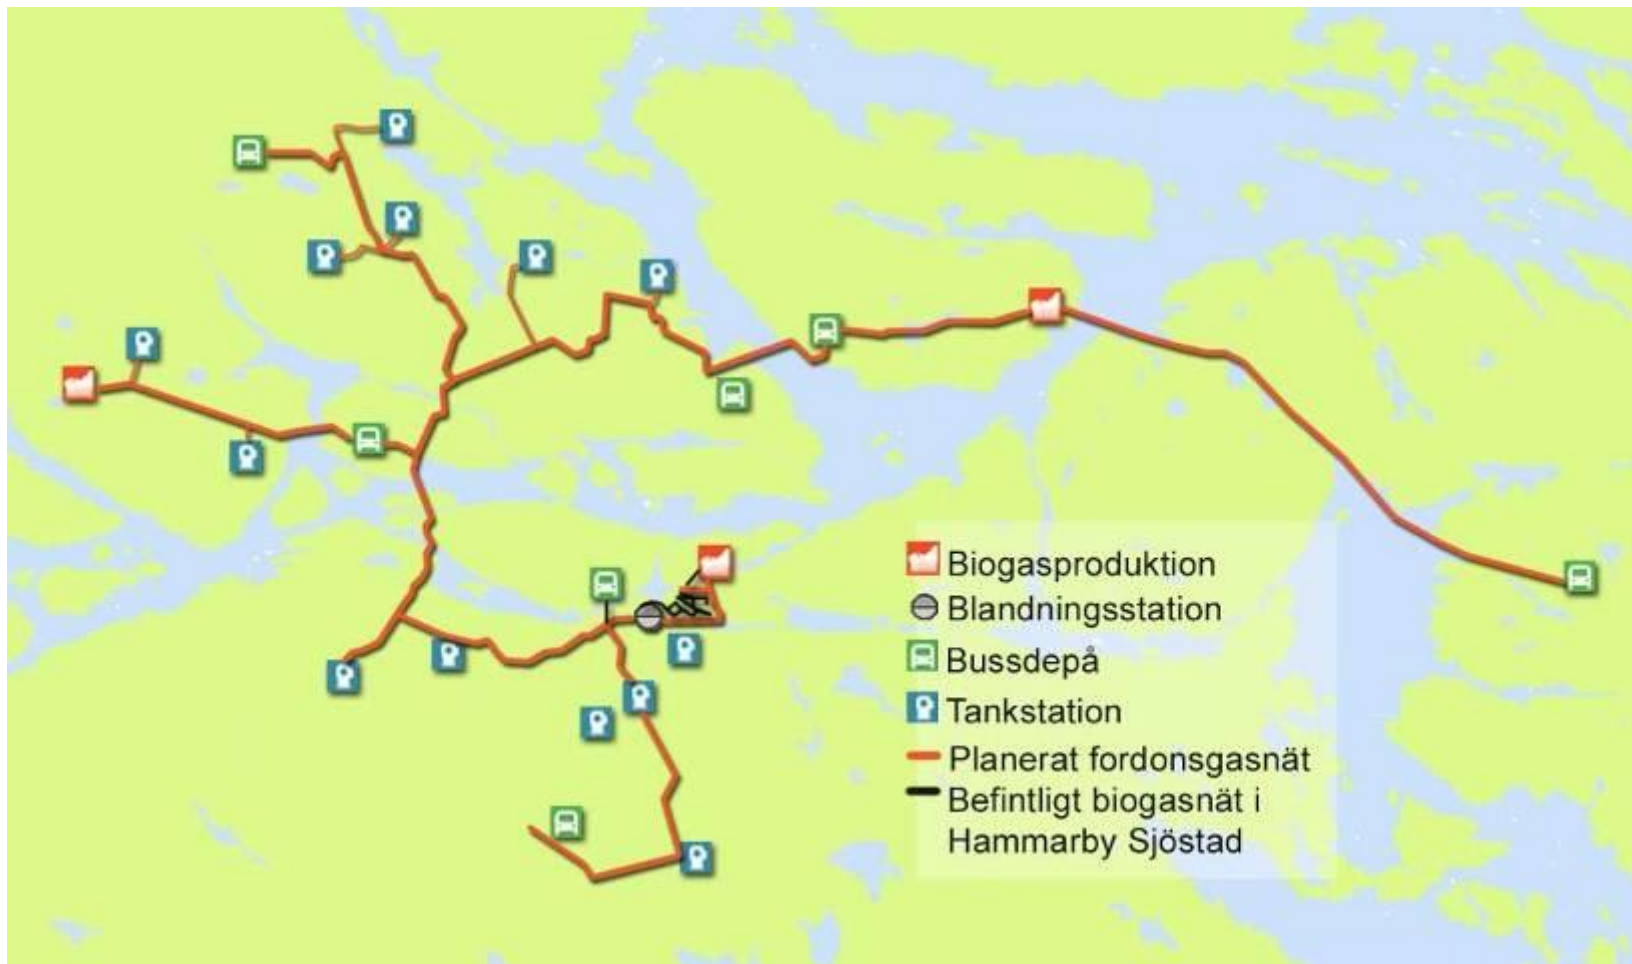 Biogasproduktion
Blandningsstation
Bussdepå
Tankstation
Planerat fordonsgasnät
Befintligt biogasnät i
Hammarby Sjöstad